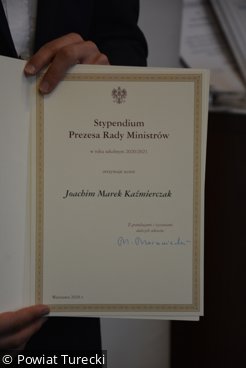 Stypendium
Prezesa Rady Ministrów
w roku szkolnym 2020/2021
otrzymuje uczeń
Joachim Marek Kaźmierczak
Z gratulacjami i życzeniami
dalszych sukcesów
Warszawa 2020 r.
© Powiat Turecki